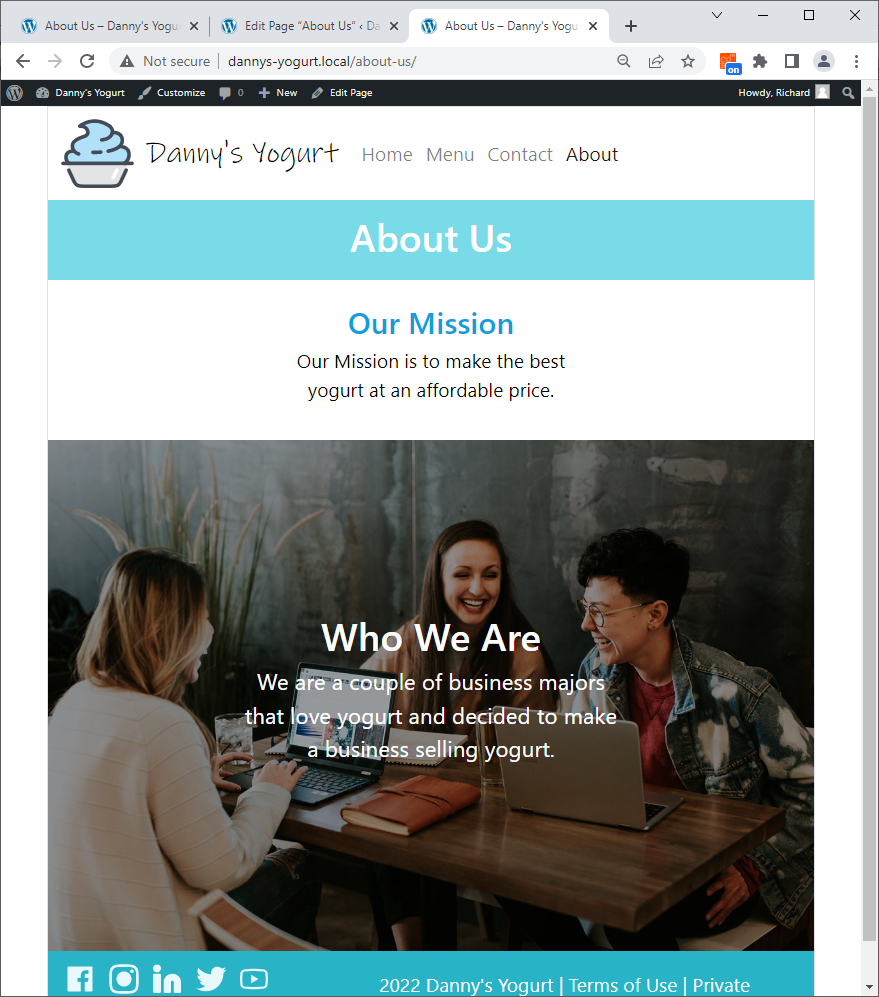 About Us – Danny's Yogu
Edit Page “About Us” ‹ Da
About Us – Danny's Yogu
Not secure
dannys-yogurt.local/about-us/
on
Danny's Yogurt
Customize
0
New
Edit Page
Howdy, Richard
Danny's Yogurt
Home
Menu
Contact
About
About Us
Our Mission
Our Mission is to make the best
yogurt at an affordable price.
Who We Are
We are a couple of business majors
that love yogurt and decided to make
a business selling yogurt.
2022 Danny's Yogurt | Terms of Use | Private